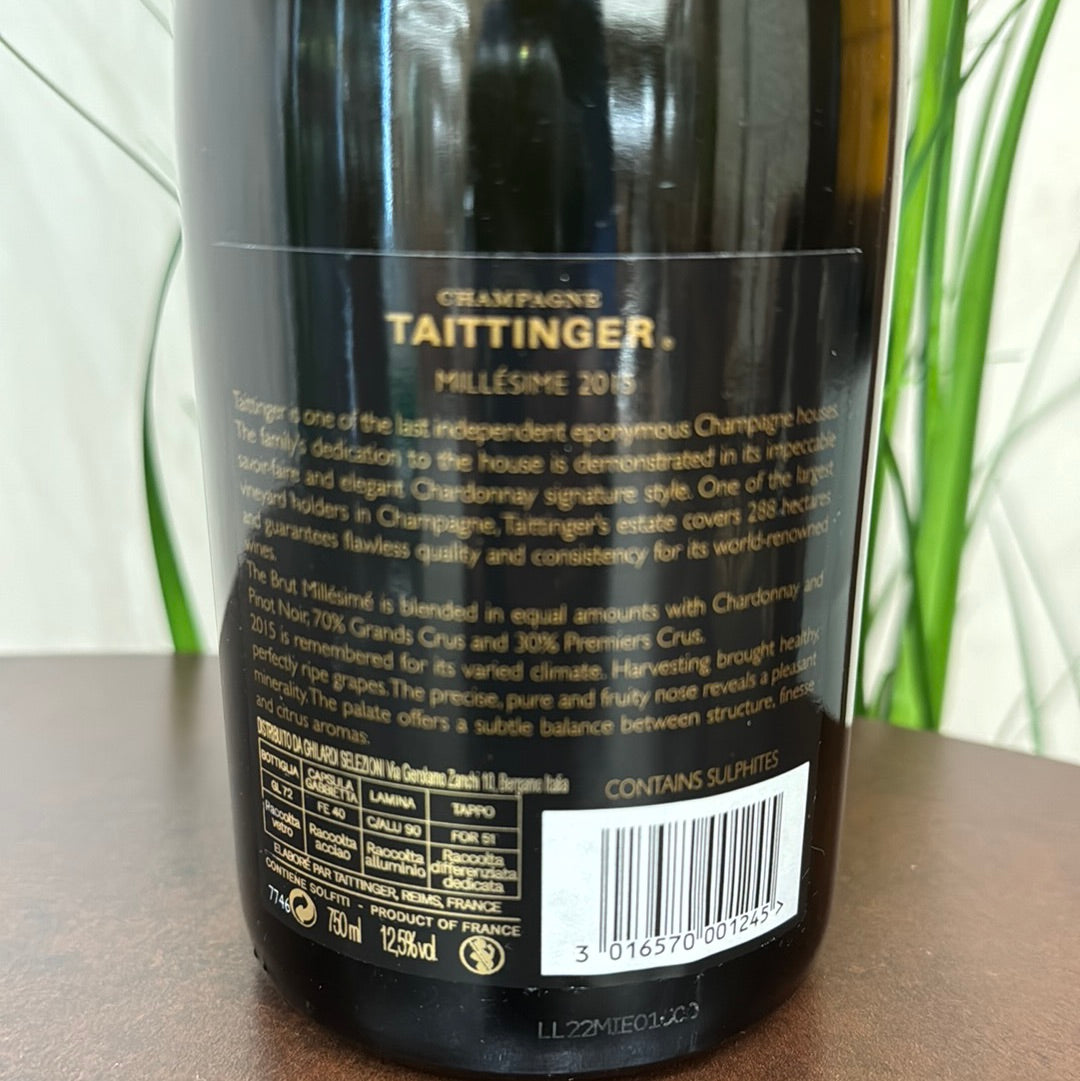 CHAMPAGNE
TAITTINGER.
MILLÉSIME 2015
Taittinger is one of the last independent eponymous Champagne houses.
The family's dedication to the house is demonstrated in its impeccable
savoir-faire and elegant Chardonnay signature style. One of the largest
vineyard holders in Champagne, Taittinger's estate covers 288 hectares
and guarantees flawless quality and consistency for its world-renowned
wines.
The Brut Millésimé is blended in equal amounts with Chardonnay and
Pinot Noir, 70% Grands Crus and 30% Premiers Crus.
2015 is remembered for its varied climate. Harvesting brought healthy,
perfectly ripe grapes. The precise, pure and fruity nose reveals a pleasant
minerality. The palate offers a subtle balance between structure, finesse
and citrus aromas.
DISTRIBUITO DA GHILARDI SELEZIONI Via Gerolamo Zanchi 10, Bergamo Italia
CONTAINS SULPHITES
BOTTIGLIA CAPSULA GABBIETTA LAMINA TAPPO
GL 72 FE 40 C/ALU 90 FOR 51
Raccolta vetro Raccolta acciaio Raccolta alluminio Raccolta differenziata dedicata
ELABORÉ PAR TAITTINGER, REIMS, FRANCE
CONTIENE SOLFITI - PRODUCT OF FRANCE
7746 750 ml 12,5% vol
3 016570 001245 >